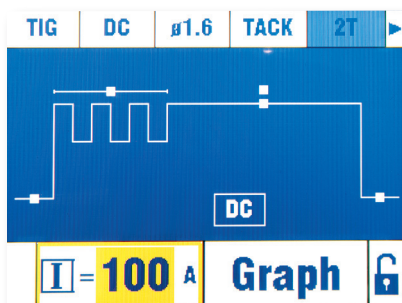 TIG DC ø1.6 TACK 2T
DC
I = 100 A Graph